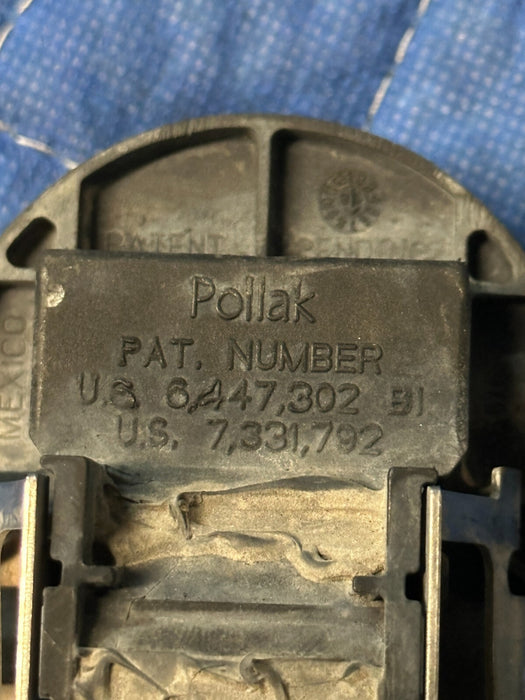 PATENT PENDING
Pollak
PAT. NUMBER
U.S 6,447,302 B1
U.S. 7,331,792
MEXICO